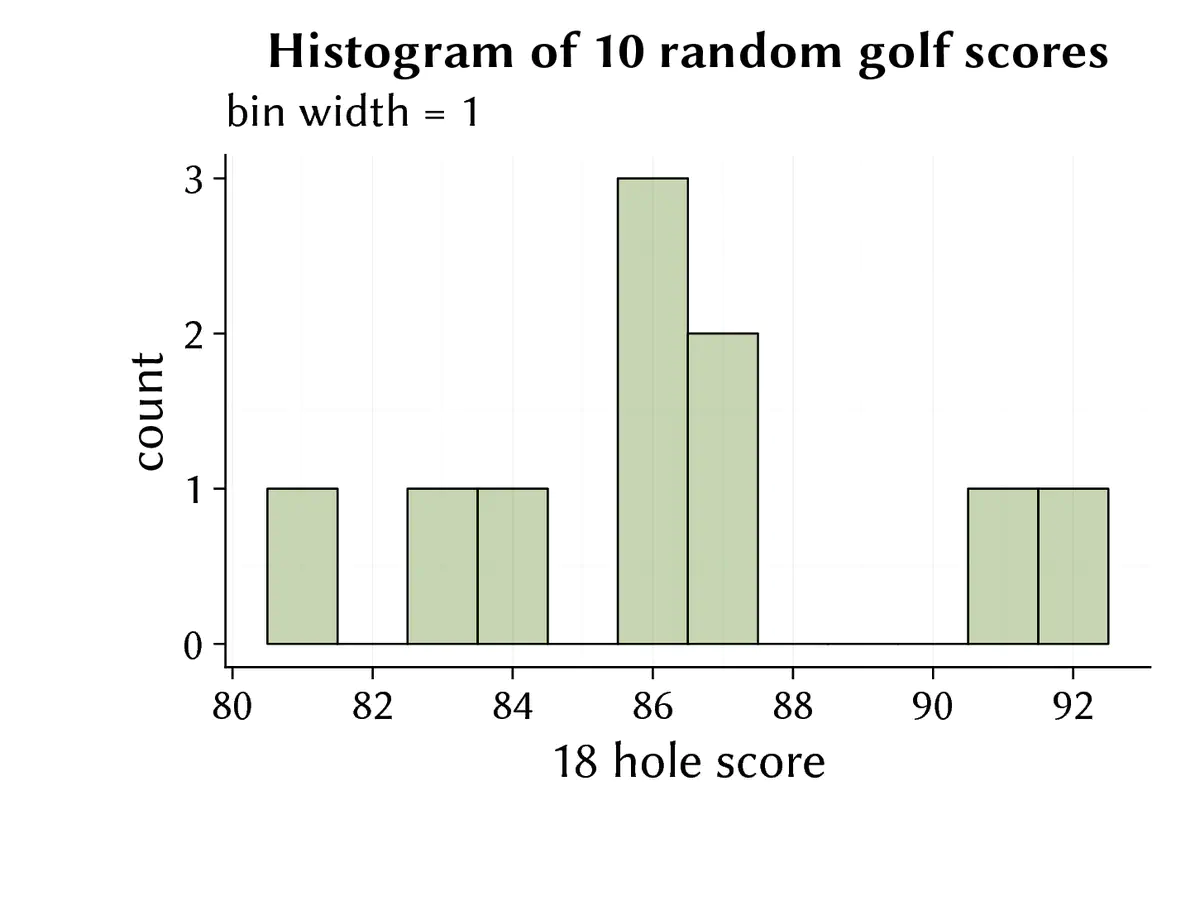 Histogram of 10 random golf scores
bin width = 1
3
2
1
0
count
80 82 84 86 88 90 92
18 hole score